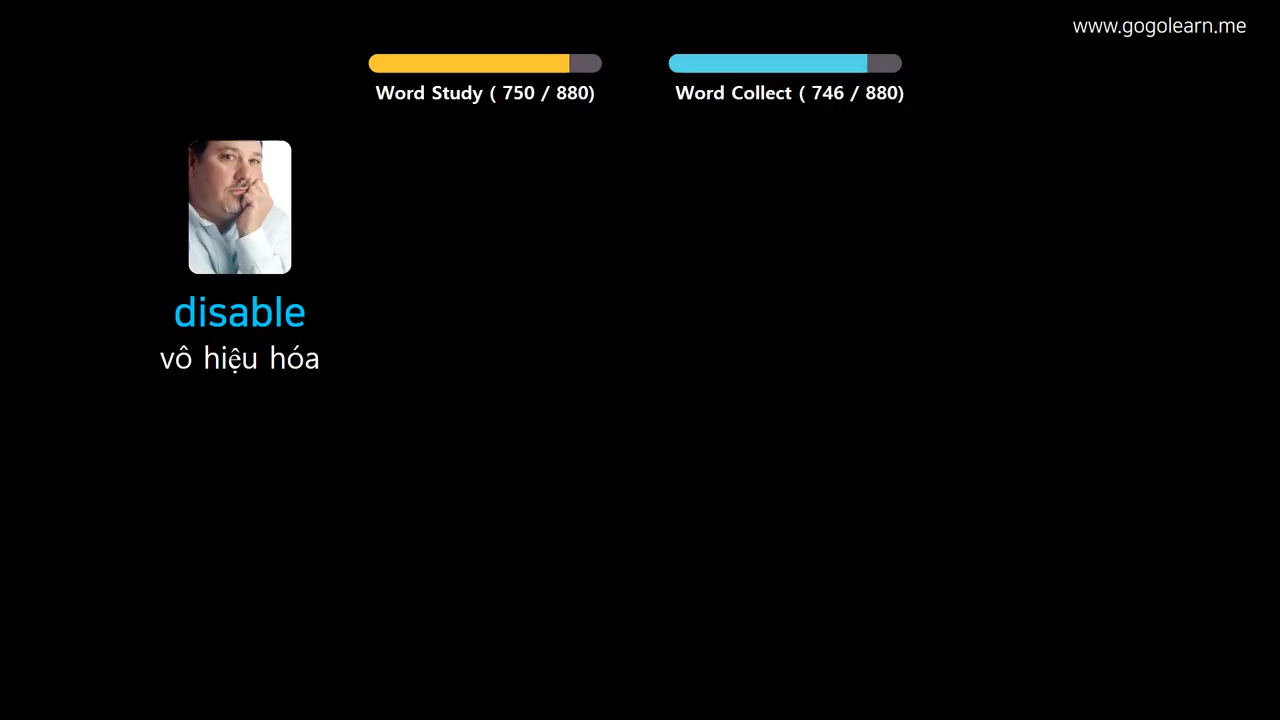 www.gogolearn.me
Word Study ( 750 / 880)
Word Collect ( 746 / 880)
disable
vô hiệu hóa